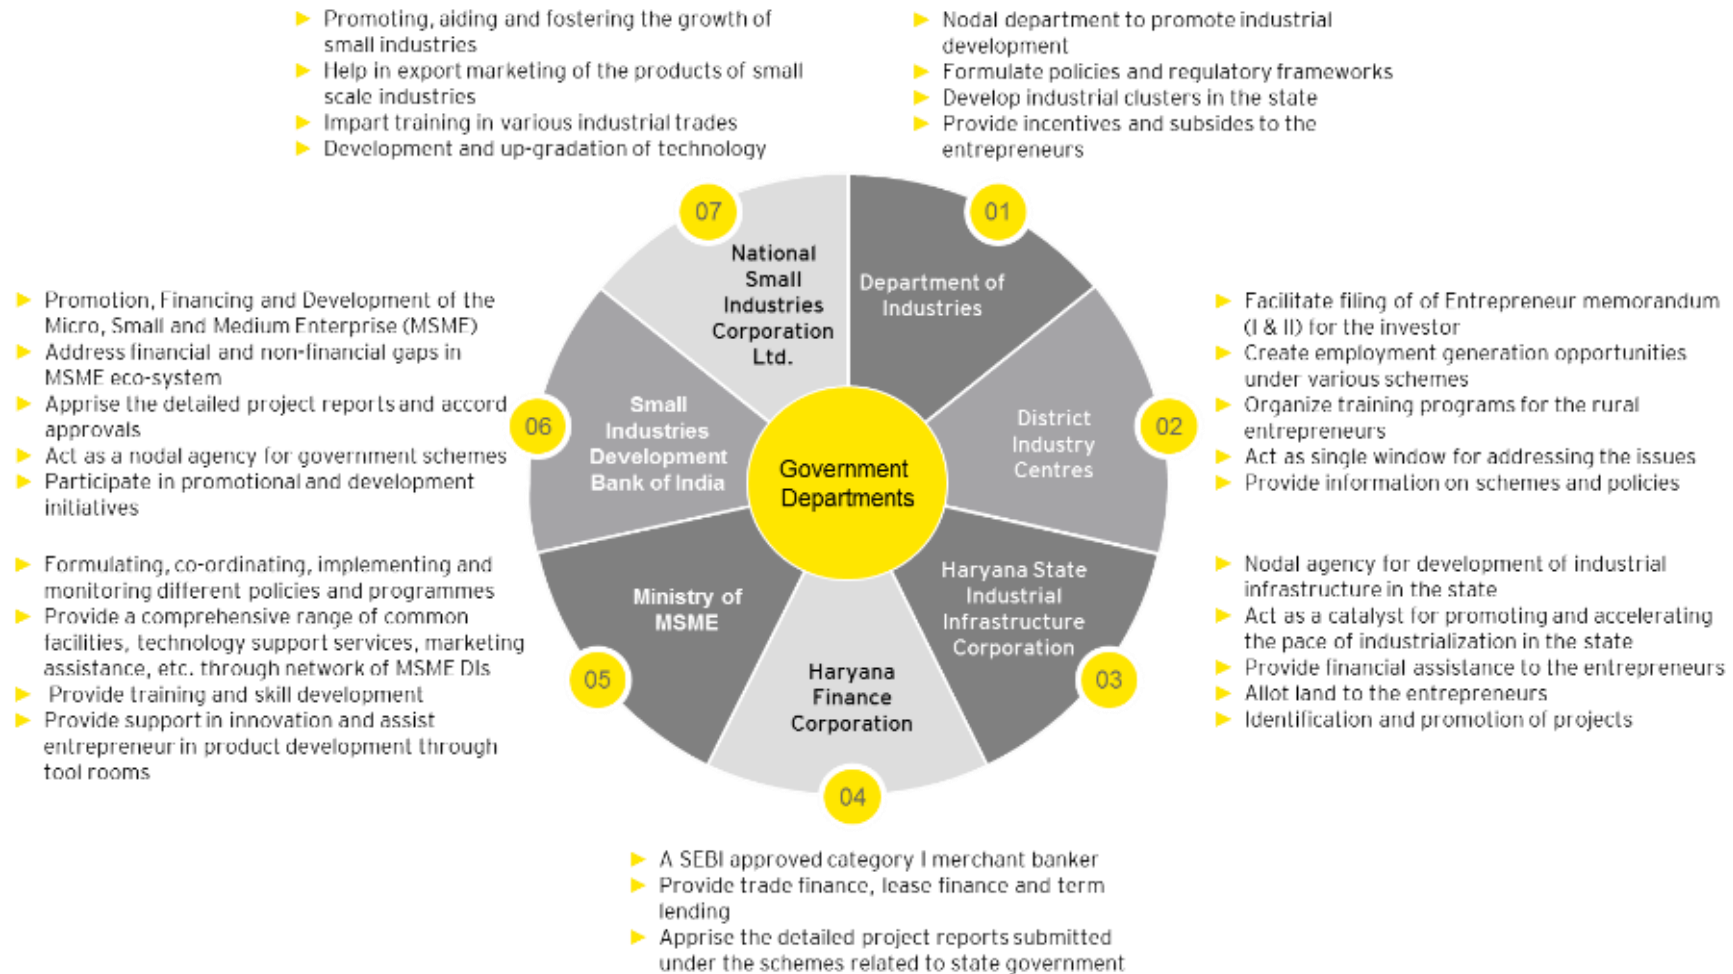 ► Promoting, aiding and fostering the growth of
small industries
► Help in export marketing of the products of small
scale industries
► Impart training in various industrial trades
► Development and up-gradation of technology
► Nodal department to promote industrial
development
► Formulate policies and regulatory frameworks
► Develop industrial clusters in the state
► Provide incentives and subsides to the
entrepreneurs
07
National
Small
Industries
Corporation
Ltd.
01
Department of
Industries
► Promotion, Financing and Development of the
Micro, Small and Medium Enterprise (MSME)
► Address financial and non-financial gaps in
MSME eco-system
► Apprise the detailed project reports and accord
approvals
► Act as a nodal agency for government schemes
► Participate in promotional and development
initiatives
06
Small
Industries
Development
Bank of India
Government
Departments
District
Industry
Centres
02
► Facilitate filing of of Entrepreneur memorandum
(I & II) for the investor
► Create employment generation opportunities
under various schemes
► Organize training programs for the rural
entrepreneurs
► Act as single window for addressing the issues
► Provide information on schemes and policies
► Formulating, co-ordinating, implementing and
monitoring different policies and programmes
► Provide a comprehensive range of common
facilities, technology support services, marketing
assistance, etc. through network of MSME DIs
► Provide training and skill development
► Provide support in innovation and assist
entrepreneur in product development through
tool rooms
05
Ministry of
MSME
Haryana
Finance
Corporation
04
Haryana State
Industrial
Infrastructure
Corporation
03
► Nodal agency for development of industrial
infrastructure in the state
► Act as a catalyst for promoting and accelerating
the pace of industrialization in the state
► Provide financial assistance to the entrepreneurs
► Allot land to the entrepreneurs
► Identification and promotion of projects
► A SEBI approved category I merchant banker
► Provide trade finance, lease finance and term
lending
► Apprise the detailed project reports submitted
under the schemes related to state government